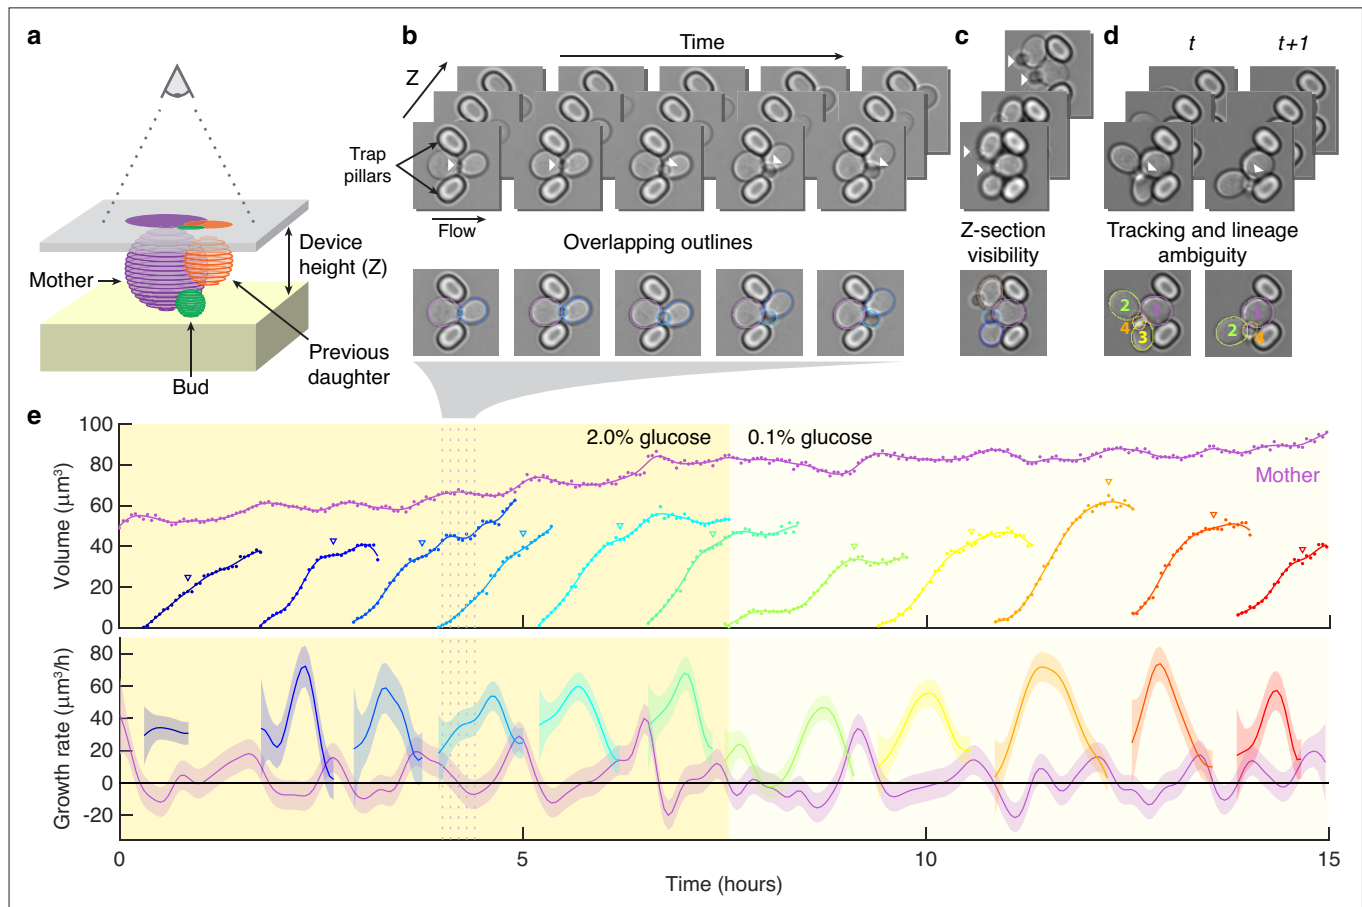 a
Device
height (Z)
Mother
Previous
daughter
Bud
b
Time
Z
Trap
pillars
Flow
Overlapping outlines
c
Z-section
visibility
d
t
t+1
Tracking and lineage
ambiguity
2
1
4
3
1
2
4
e
2.0% glucose
0.1% glucose
Mother
Volume (μm³)
100
80
60
40
20
0
Growth rate (μm³/h)
80
60
40
20
0
-20
0
5
10
15
Time (hours)